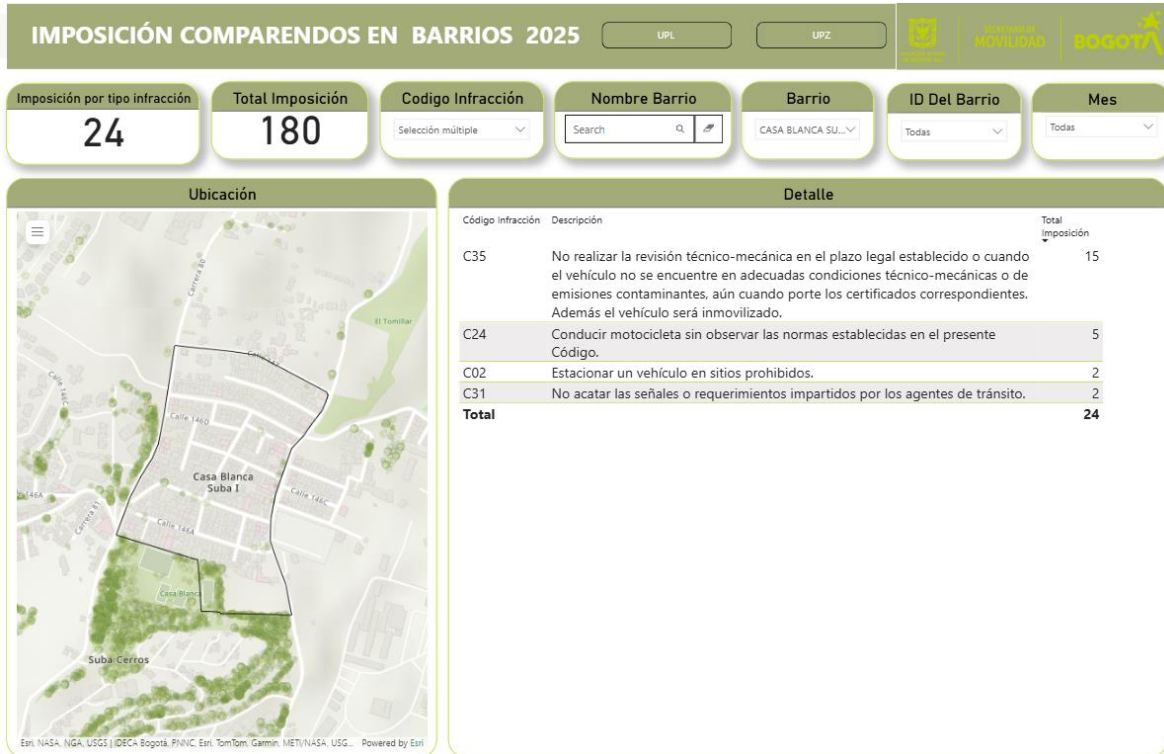 IMPOSICIÓN COMPARENDOS EN BARRIOS 2025
UPL
UPZ
SECRETARÍA DE
MOVILIDAD
BOGOTÁ
Imposición por tipo infracción
24
Total Imposición
180
Codigo Infracción
Selección múltiple
Nombre Barrio
Search
Barrio
CASA BLANCA SU...
ID Del Barrio
Todas
Mes
Todas
Ubicación
Carrera 80
El Tomillar
Calle 146C
Calle 147
Calle 146D
Casa Blanca
Suba I
Calle 146C
Carrera 81
Calle 146A
Casa Blanca
Suba Cerros
Esri, NASA, NGA, USGS | IDECA Bogotá, PNNC, Esri, TomTom, Garmin, METI/NASA, USG... Powered by Esri
Detalle
Código Infracción Descripción Total
Imposición
C35 No realizar la revisión técnico-mecánica en el plazo legal establecido o cuando 15
el vehículo no se encuentre en adecuadas condiciones técnico-mecánicas o de
emisiones contaminantes, aún cuando porte los certificados correspondientes.
Además el vehículo será inmovilizado.
C24 Conducir motocicleta sin observar las normas establecidas en el presente 5
Código.
C02 Estacionar un vehículo en sitios prohibidos. 2
C31 No acatar las señales o requerimientos impartidos por los agentes de tránsito. 2
Total 24